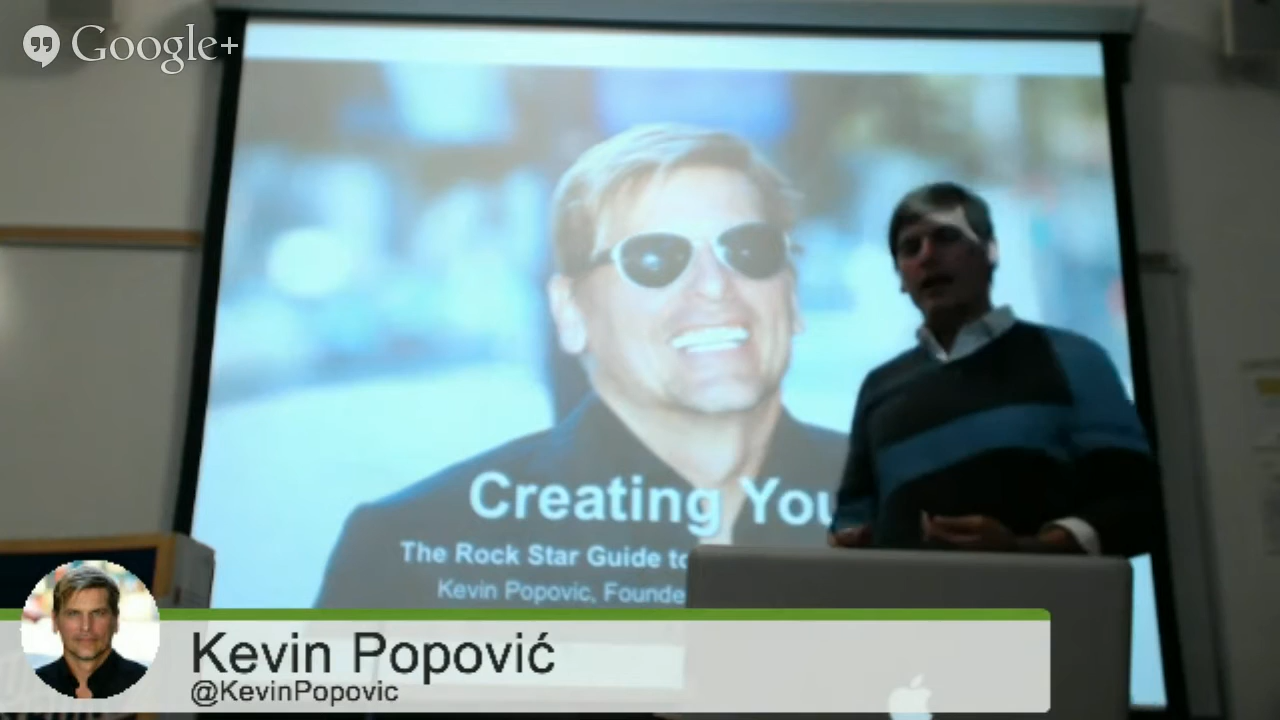 Google+
Creating You
The Rock Star Guide to
Kevin Popovic, Founde
Kevin Popović
@KevinPopovic